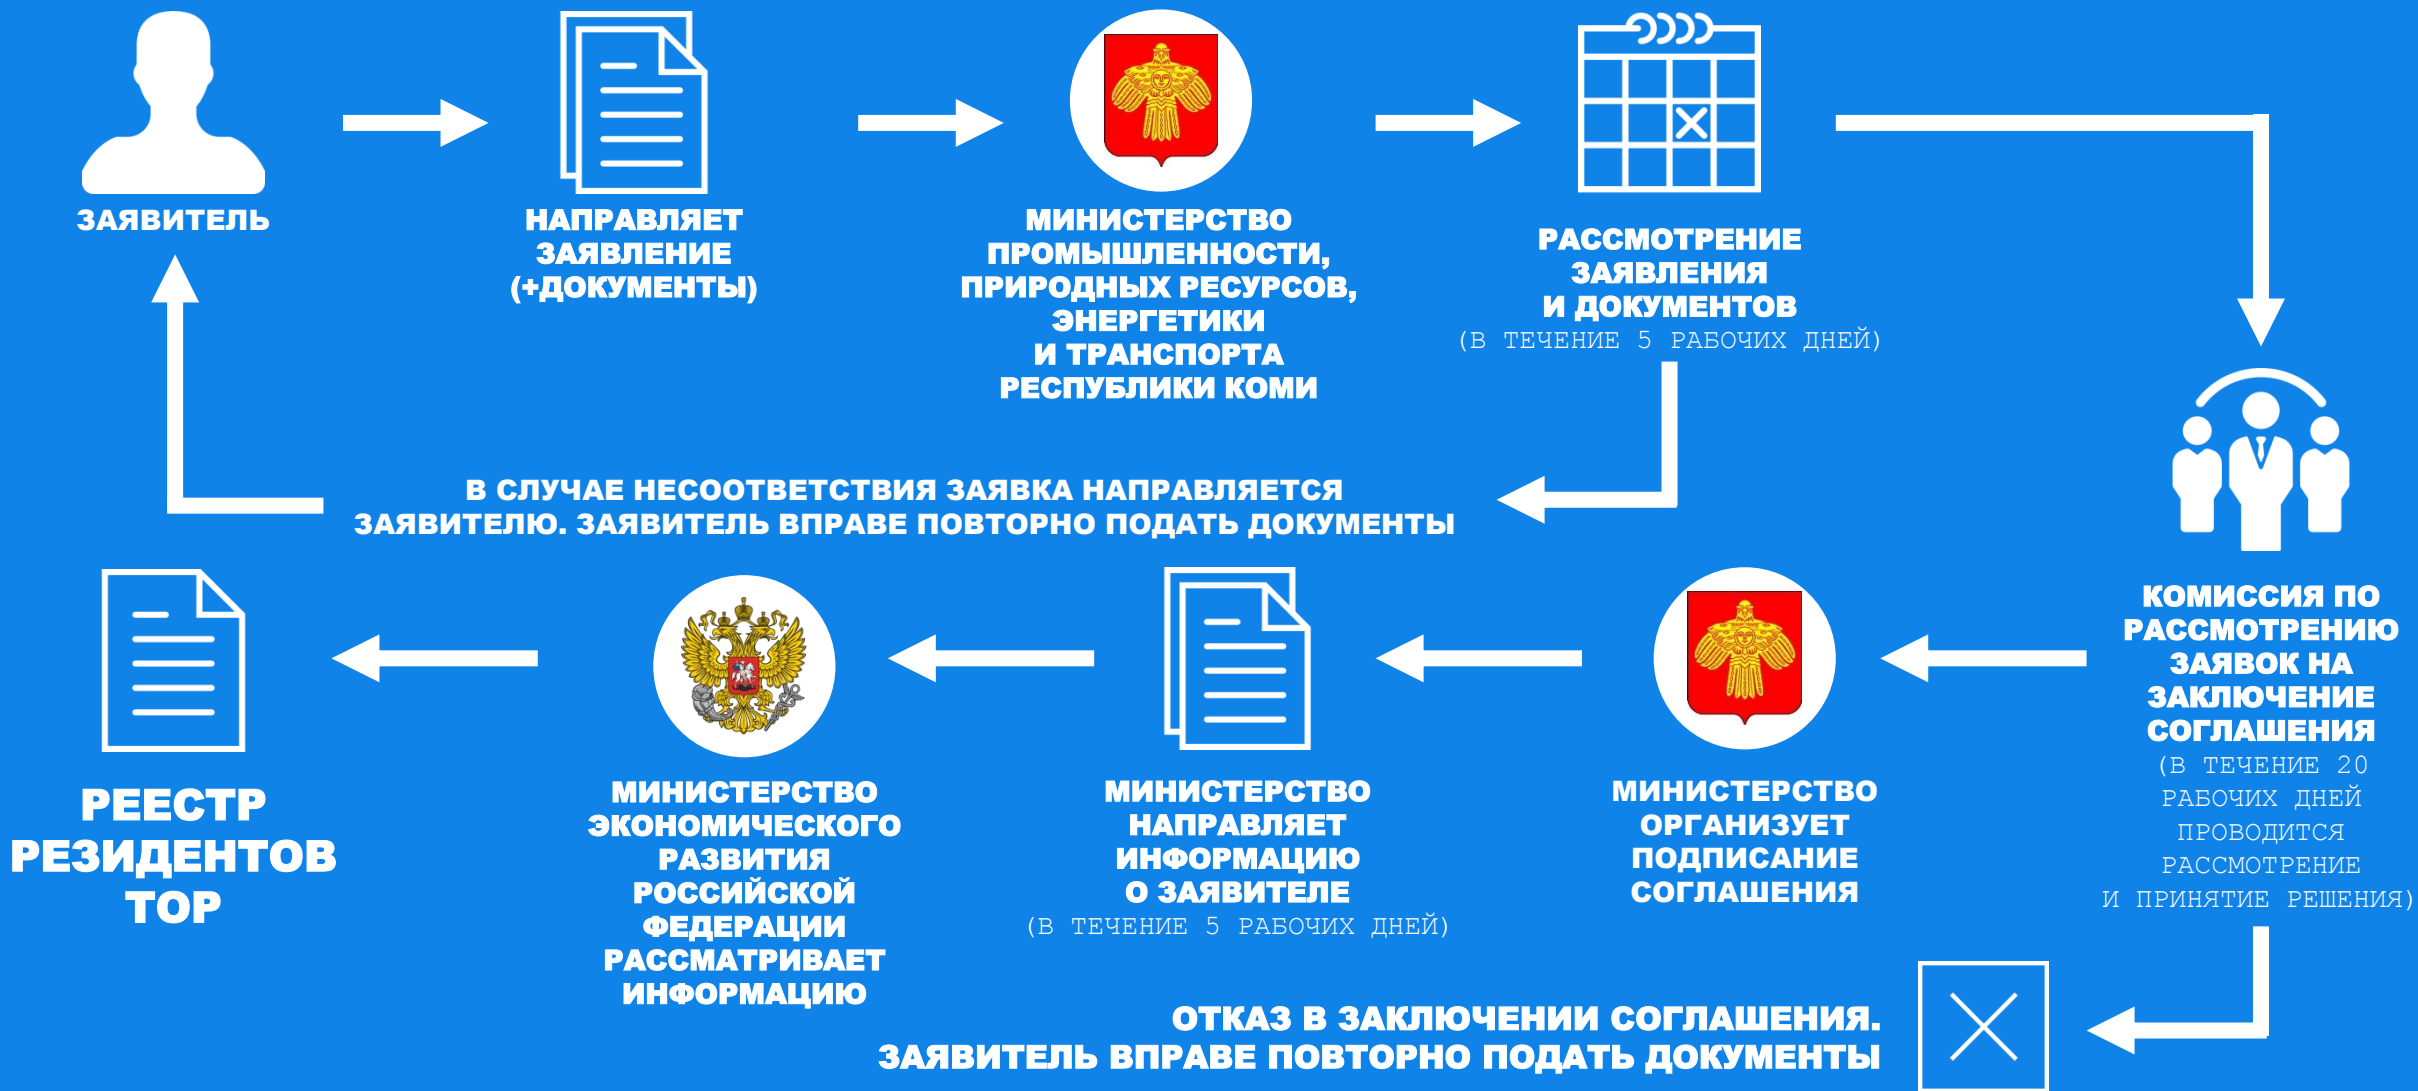 ЗАЯВИТЕЛЬ
НАПРАВЛЯЕТ
ЗАЯВЛЕНИЕ
(+ДОКУМЕНТЫ)
МИНИСТЕРСТВО
ПРОМЫШЛЕННОСТИ,
ПРИРОДНЫХ РЕСУРСОВ,
ЭНЕРГЕТИКИ
И ТРАНСПОРТА
РЕСПУБЛИКИ КОМИ
РАССМОТРЕНИЕ
ЗАЯВЛЕНИЯ
И ДОКУМЕНТОВ
(В ТЕЧЕНИЕ 5 РАБОЧИХ ДНЕЙ)
В СЛУЧАЕ НЕСООТВЕТСТВИЯ ЗАЯВКА НАПРАВЛЯЕТСЯ
ЗАЯВИТЕЛЮ. ЗАЯВИТЕЛЬ ВПРАВЕ ПОВТОРНО ПОДАТЬ ДОКУМЕНТЫ
КОМИССИЯ ПО
РАССМОТРЕНИЮ
ЗАЯВОК НА
ЗАКЛЮЧЕНИЕ
СОГЛАШЕНИЯ
(В ТЕЧЕНИЕ 20
РАБОЧИХ ДНЕЙ
ПРОВОДИТСЯ
РАССМОТРЕНИЕ
И ПРИНЯТИЕ РЕШЕНИЯ)
МИНИСТЕРСТВО
ОРГАНИЗУЕТ
ПОДПИСАНИЕ
СОГЛАШЕНИЯ
МИНИСТЕРСТВО
НАПРАВЛЯЕТ
ИНФОРМАЦИЮ
О ЗАЯВИТЕЛЕ
(В ТЕЧЕНИЕ 5 РАБОЧИХ ДНЕЙ)
МИНИСТЕРСТВО
ЭКОНОМИЧЕСКОГО
РАЗВИТИЯ
РОССИЙСКОЙ
ФЕДЕРАЦИИ
РАССМАТРИВАЕТ
ИНФОРМАЦИЮ
РЕЕСТР
РЕЗИДЕНТОВ
ТОР
ОТКАЗ В ЗАКЛЮЧЕНИИ СОГЛАШЕНИЯ.
ЗАЯВИТЕЛЬ ВПРАВЕ ПОВТОРНО ПОДАТЬ ДОКУМЕНТЫ